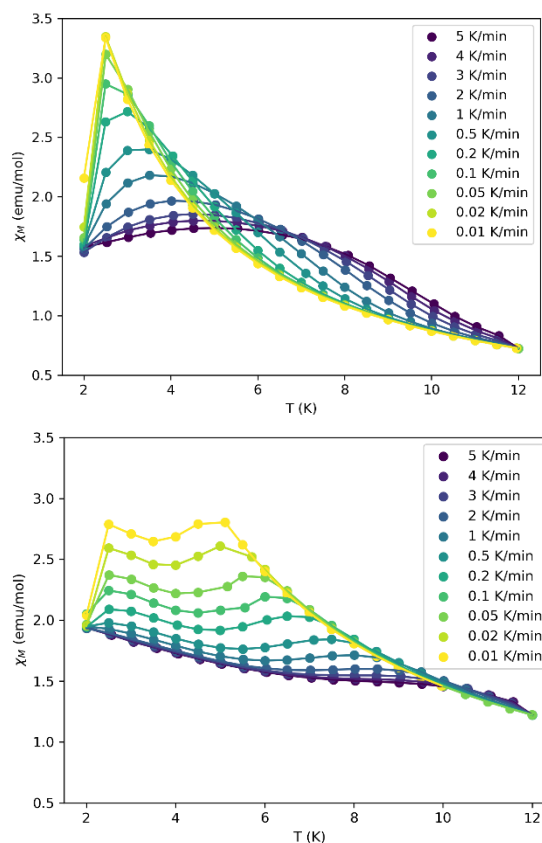 3.5
3.0
2.5
2.0
1.5
1.0
0.5
χM (emu/mol)
2 4 6 8 10 12
T (K)
5 K/min
4 K/min
3 K/min
2 K/min
1 K/min
0.5 K/min
0.2 K/min
0.1 K/min
0.05 K/min
0.02 K/min
0.01 K/min
3.5
3.0
2.5
2.0
1.5
1.0
0.5
χM (emu/mol)
2 4 6 8 10 12
T (K)
5 K/min
4 K/min
3 K/min
2 K/min
1 K/min
0.5 K/min
0.2 K/min
0.1 K/min
0.05 K/min
0.02 K/min
0.01 K/min